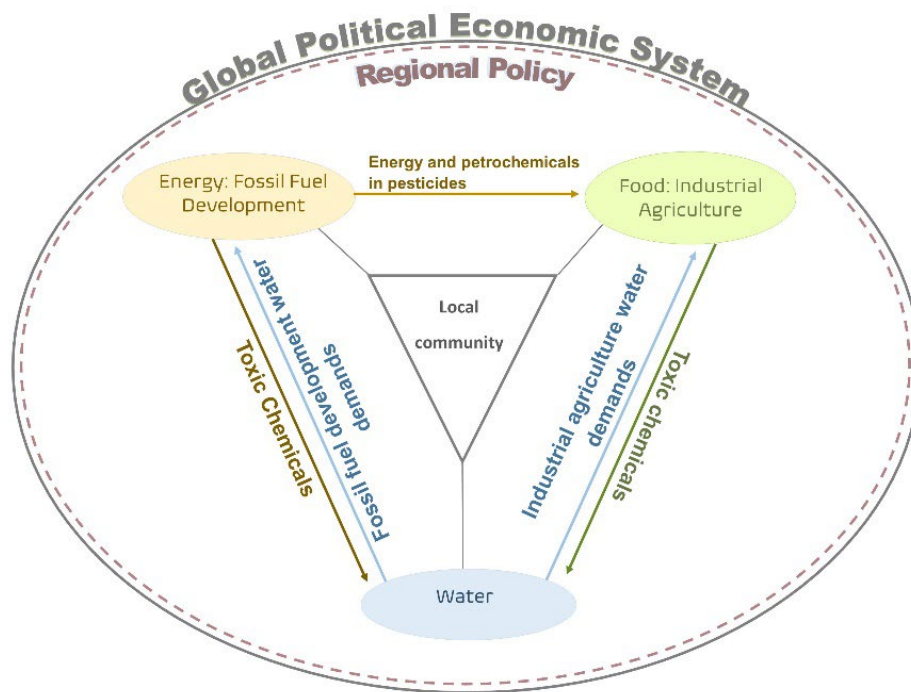 Global Political Economic System
Regional Policy
Energy and petrochemicals
in pesticides
Energy: Fossil Fuel
Development
Food: Industrial
Agriculture
Local
community
Toxic Chemicals
Fossil fuel development water
demands
Industrial agriculture water
demands
Toxic chemicals
Water